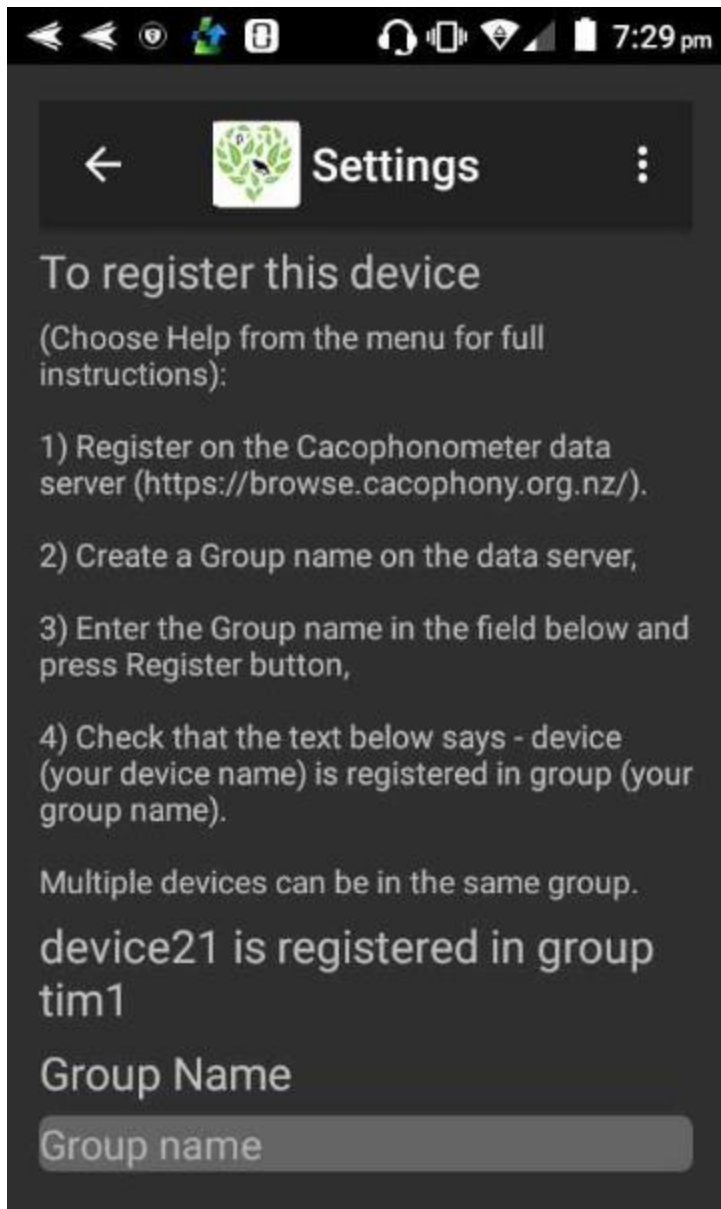 7:29 pm
Settings
To register this device
(Choose Help from the menu for full
instructions):
1) Register on the Cacophonometer data
server (https://browse.cacophony.org.nz/).
2) Create a Group name on the data server,
3) Enter the Group name in the field below and
press Register button,
4) Check that the text below says - device
(your device name) is registered in group (your
group name).
Multiple devices can be in the same group.
device21 is registered in group
tim1
Group Name
Group name